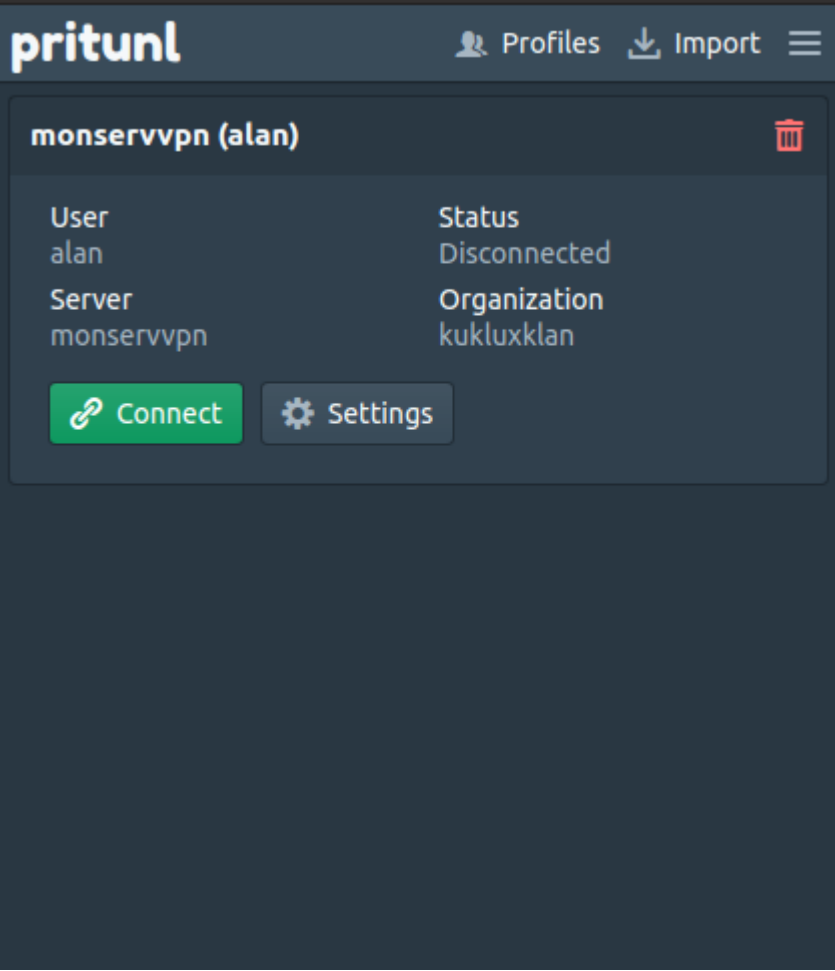 pritunl
Profiles
Import
monservvpn (alan)
User
alan
Status
Disconnected
Server
monservvpn
Organization
kukluxklan
Connect
Settings